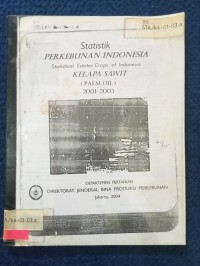 Statistik
PERKEBUNAN INDONESIA
Statistical Estate Crops of Indonesia
KELAPA SAWIT
( PALM OIL )
2001-2003
DEPARTEMEN PERTANIAN
DIREKTORAT JENDERAL BINA PRODUKSI PERKEBUNAN
Jakarta, 2004